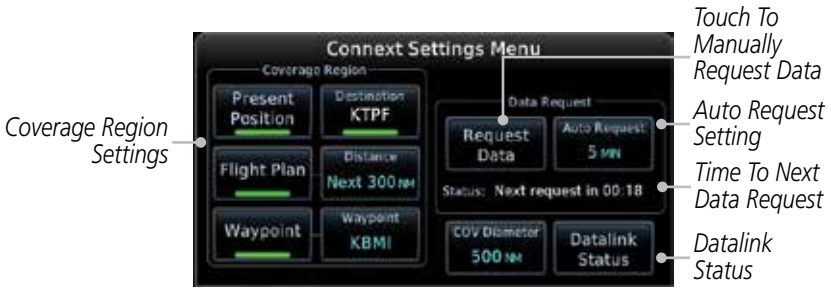 Touch To
Manually
Request Data
Connext Settings Menu
Coverage Region
Present
Position
Destination
KTPF
Flight Plan
Distance
Next 300 NM
Waypoint
Waypoint
KBMI
Data Request
Request
Data
Auto Request
5 MIN
Status: Next request in 00:18
COV Diameter
500 NM
Datalink
Status
Coverage Region
Settings
Auto Request
Setting
Time To Next
Data Request
Datalink
Status